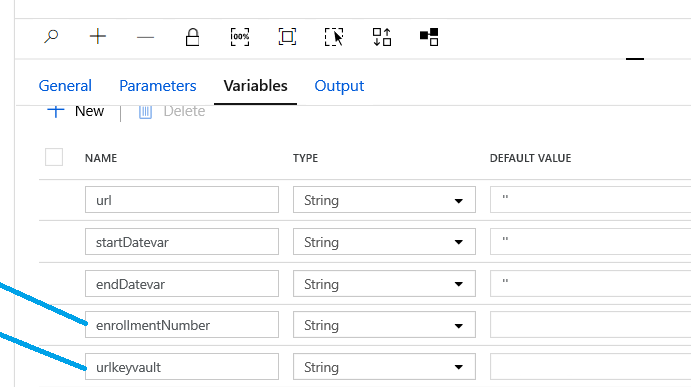 100%
General Parameters Variables Output
New Delete
NAME TYPE DEFAULT VALUE
url String ''
startDatevar String ''
endDatevar String ''
enrollmentNumber String
urlkeyvault String